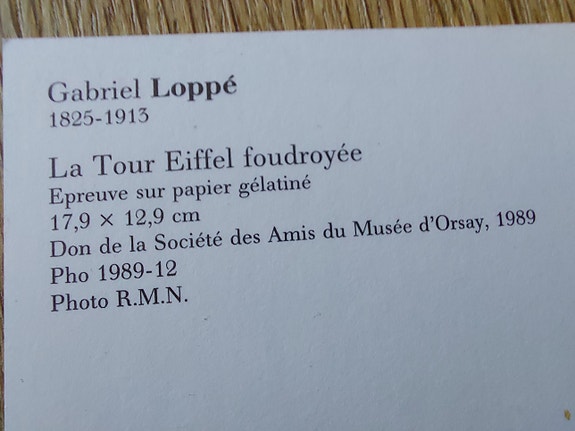 Gabriel Loppé
1825-1913
La Tour Eiffel foudroyée
Epreuve sur papier gélatiné
17,9 × 12,9 cm
Don de la Société des Amis du Musée d'Orsay, 1989
Pho 1989-12
Photo R.M.N.